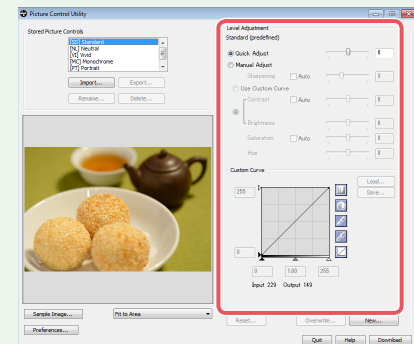 Picture Control Utility
Stored Picture Controls
[SD] Standard
[NL] Neutral
[VI] Vivid
[MC] Monochrome
[PT] Portrait
Import...
Export...
Rename...
Delete...
Sample Image...
Fit to Area
Preferences...
Level Adjustment
Standard (predefined)
Quick Adjust
0
Manual Adjust
Sharpening
Auto
Use Custom Curve
Contrast
Auto
0
Brightness
0
Saturation
Auto
0
Hue
0
Custom Curve
Load...
Save...
255
0
0
1.00
255
Input 229 Output 149
Reset...
Overwrite...
New...
Quit
Help
Download